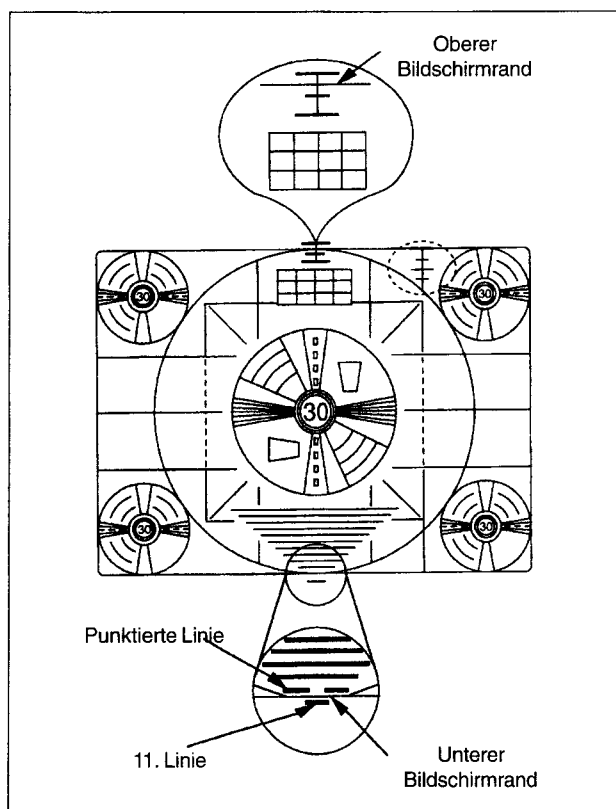 Oberer
Bildschirmrand
30
30
30
30
30
Punktierte Linie
11. Linie
Unterer
Bildschirmrand